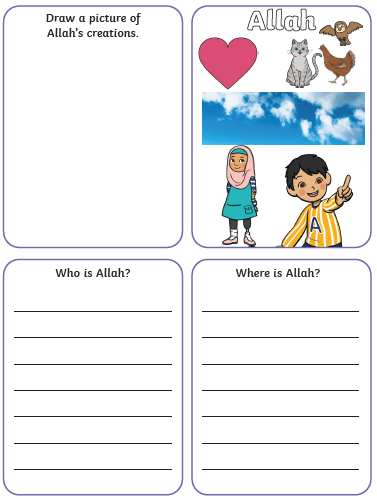 Draw a picture of
Allah's creations.
Allah
A
Who is Allah?
Where is Allah?